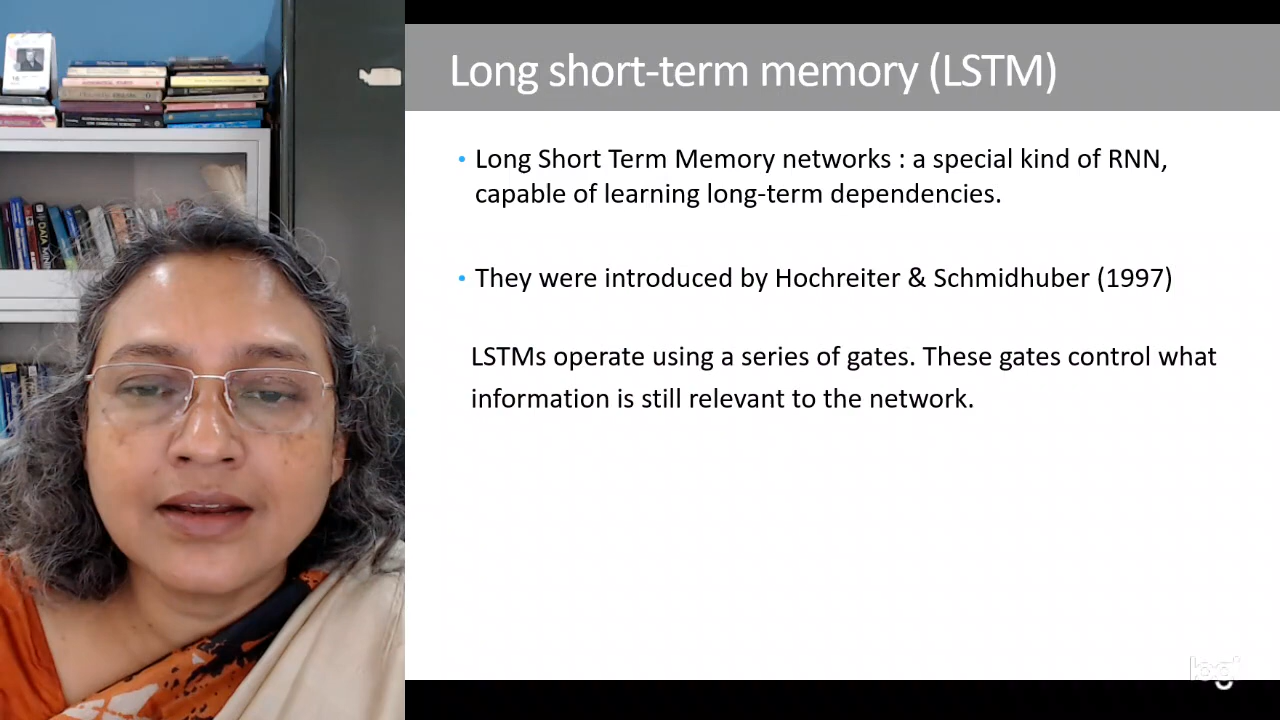 Long short-term memory (LSTM)
• Long Short Term Memory networks : a special kind of RNN,
capable of learning long-term dependencies.
• They were introduced by Hochreiter & Schmidhuber (1997)
LSTMs operate using a series of gates. These gates control what
information is still relevant to the network.
DATA MINI